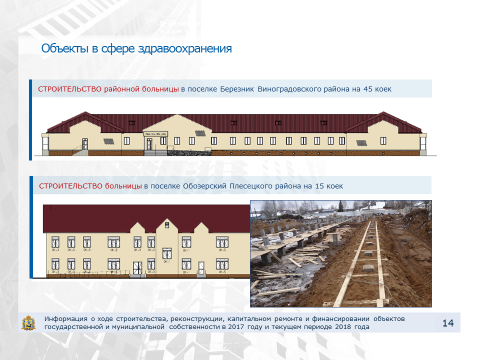 Объекты в сфере здравоохранения
СТРОИТЕЛЬСТВО районной больницы в поселке Березник Виноградовского района на 45 коек
СТРОИТЕЛЬСТВО больницы в поселке Обозерский Плесецкого района на 15 коек
Информация о ходе строительства, реконструкции, капитальном ремонте и финансировании объектов
государственной и муниципальной собственности в 2017 году и текущем периоде 2018 года
14